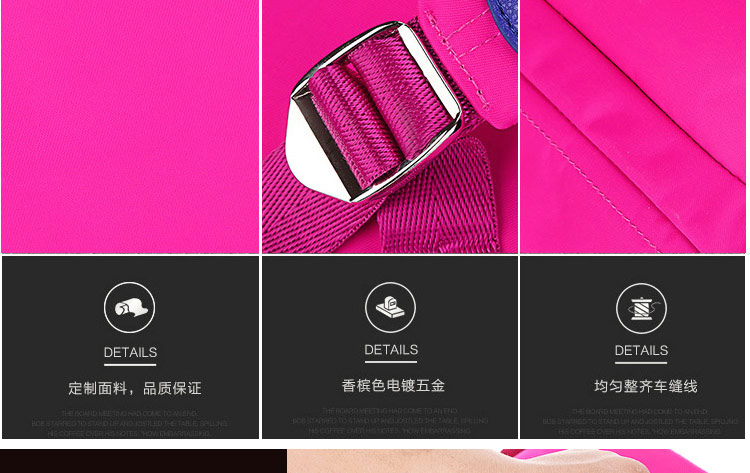 DETAILS
定制面料，品质保证
THE BOARD MEETING HAD COME TO AN END.
BOB STARRED TO STAND UP AND JOSTLED THE TABLE, SPILLING
HIS COFFEE OVER HIS NOTES. "HOW EMBARRASSING
DETAILS
香槟色电镀五金
THE BOARD MEETING HAD COME TO AN END.
BOB STARRED TO STAND UP AND JOSTLED THE TABLE, SPILLING
HIS COFFEE OVER HIS NOTES. "HOW EMBARRASSING
DETAILS
均匀整齐车缝线
THE BOARD MEETING HAD COME TO AN END.
BOB STARRED TO STAND UP AND JOSTLED THE TABLE, SPILLING
HIS COFFEE OVER HIS NOTES. "HOW EMBARRASSING